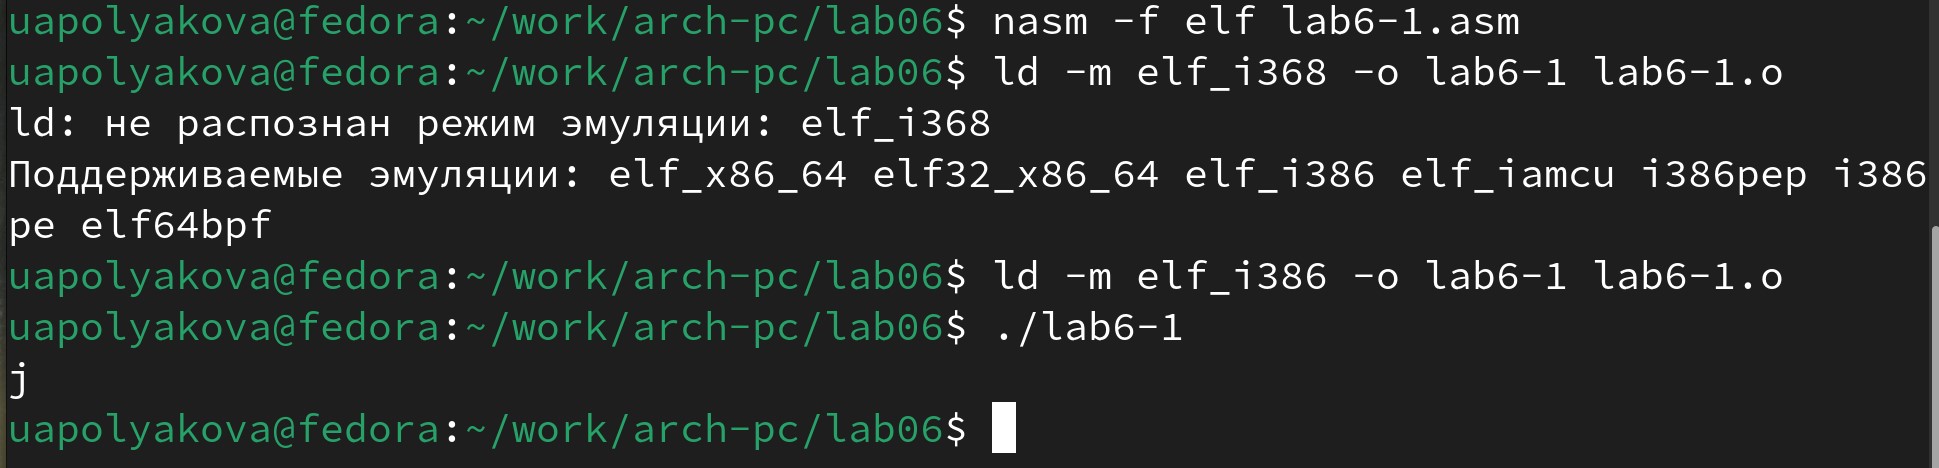 uapolyakova@fedora:~/work/arch-pc/lab06$ nasm -f elf lab6-1.asm
uapolyakova@fedora:~/work/arch-pc/lab06$ ld -m elf_i368 -o lab6-1 lab6-1.o
ld: не распознан режим эмуляции: elf_i368
Поддерживаемые эмуляции: elf_x86_64 elf32_x86_64 elf_i386 elf_iamcu i386pep i386
pe elf64bpf
uapolyakova@fedora:~/work/arch-pc/lab06$ ld -m elf_i386 -o lab6-1 lab6-1.o
uapolyakova@fedora:~/work/arch-pc/lab06$ ./lab6-1
j
uapolyakova@fedora:~/work/arch-pc/lab06$